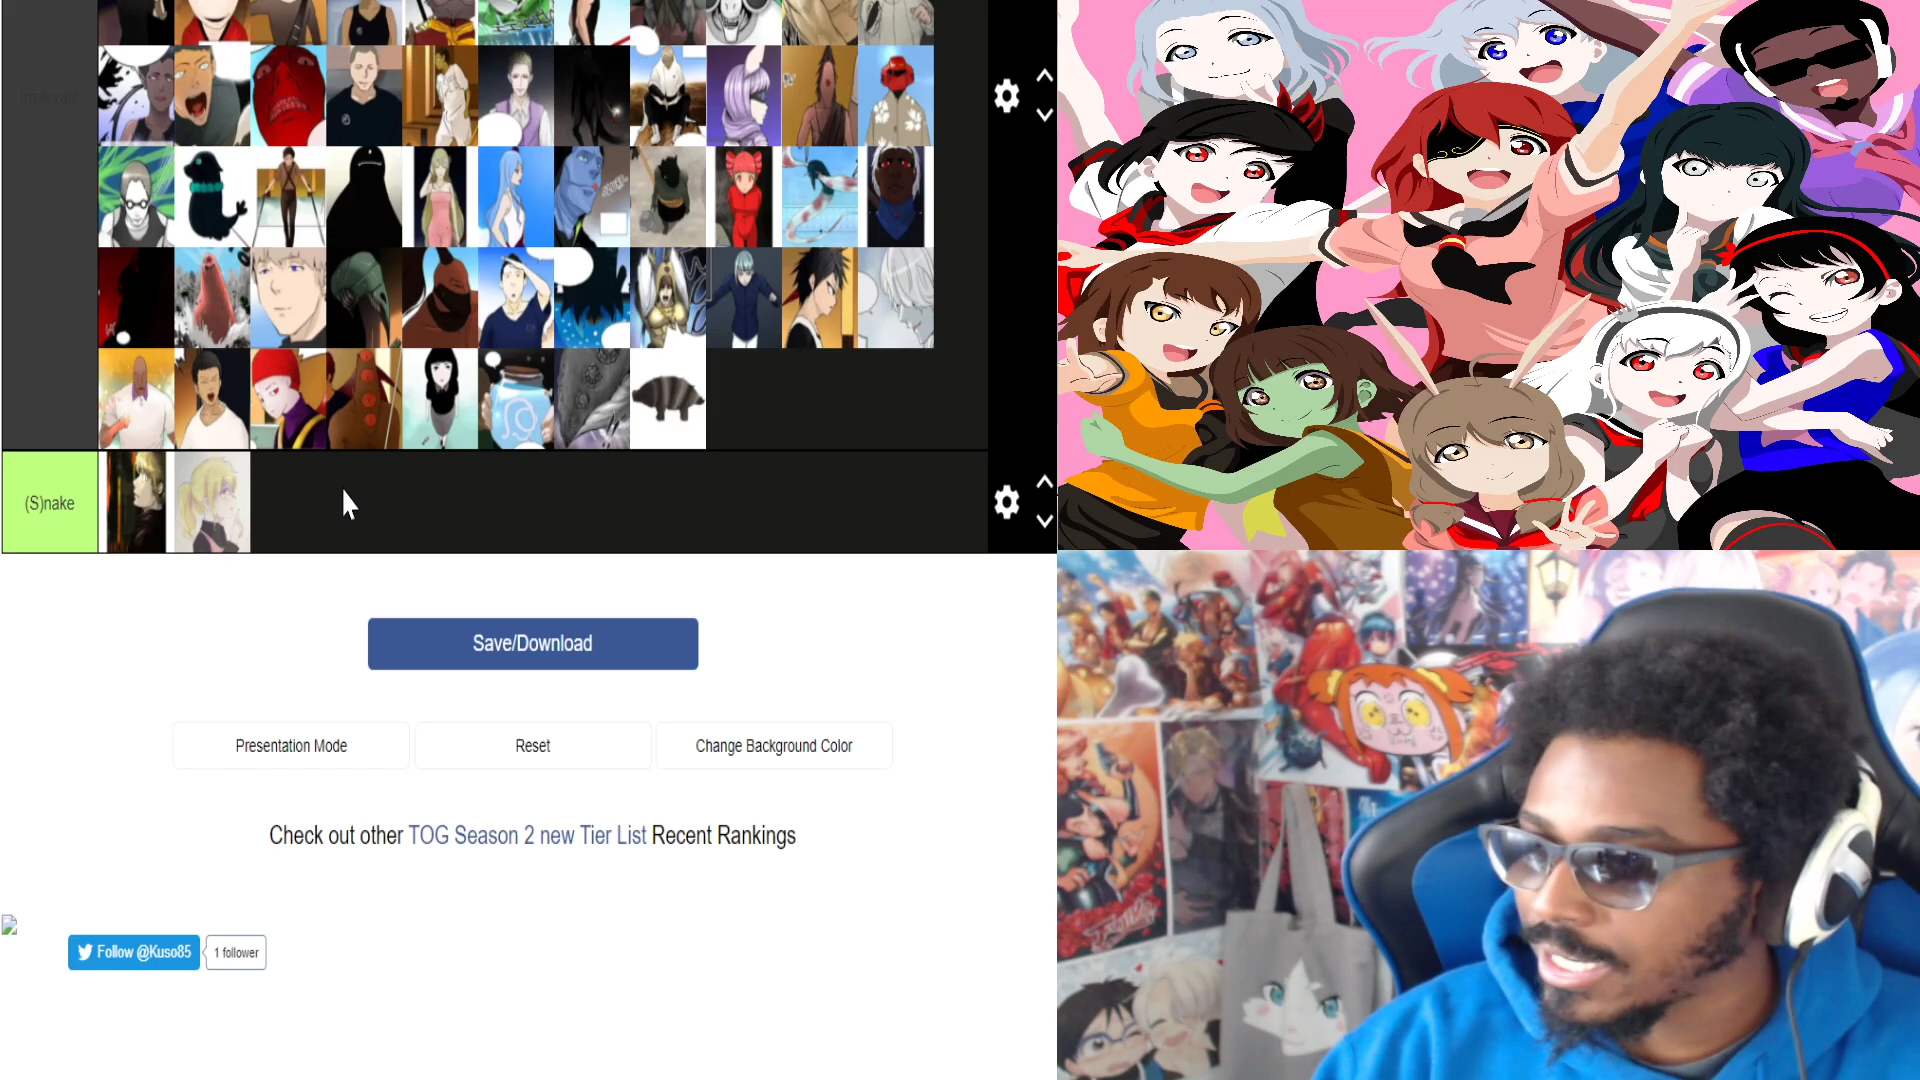 (S)nake
Save/Download
Presentation Mode
Reset
Change Background Color
Check out other TOG Season 2 new Tier List Recent Rankings
Follow @Kuso85
1 follower